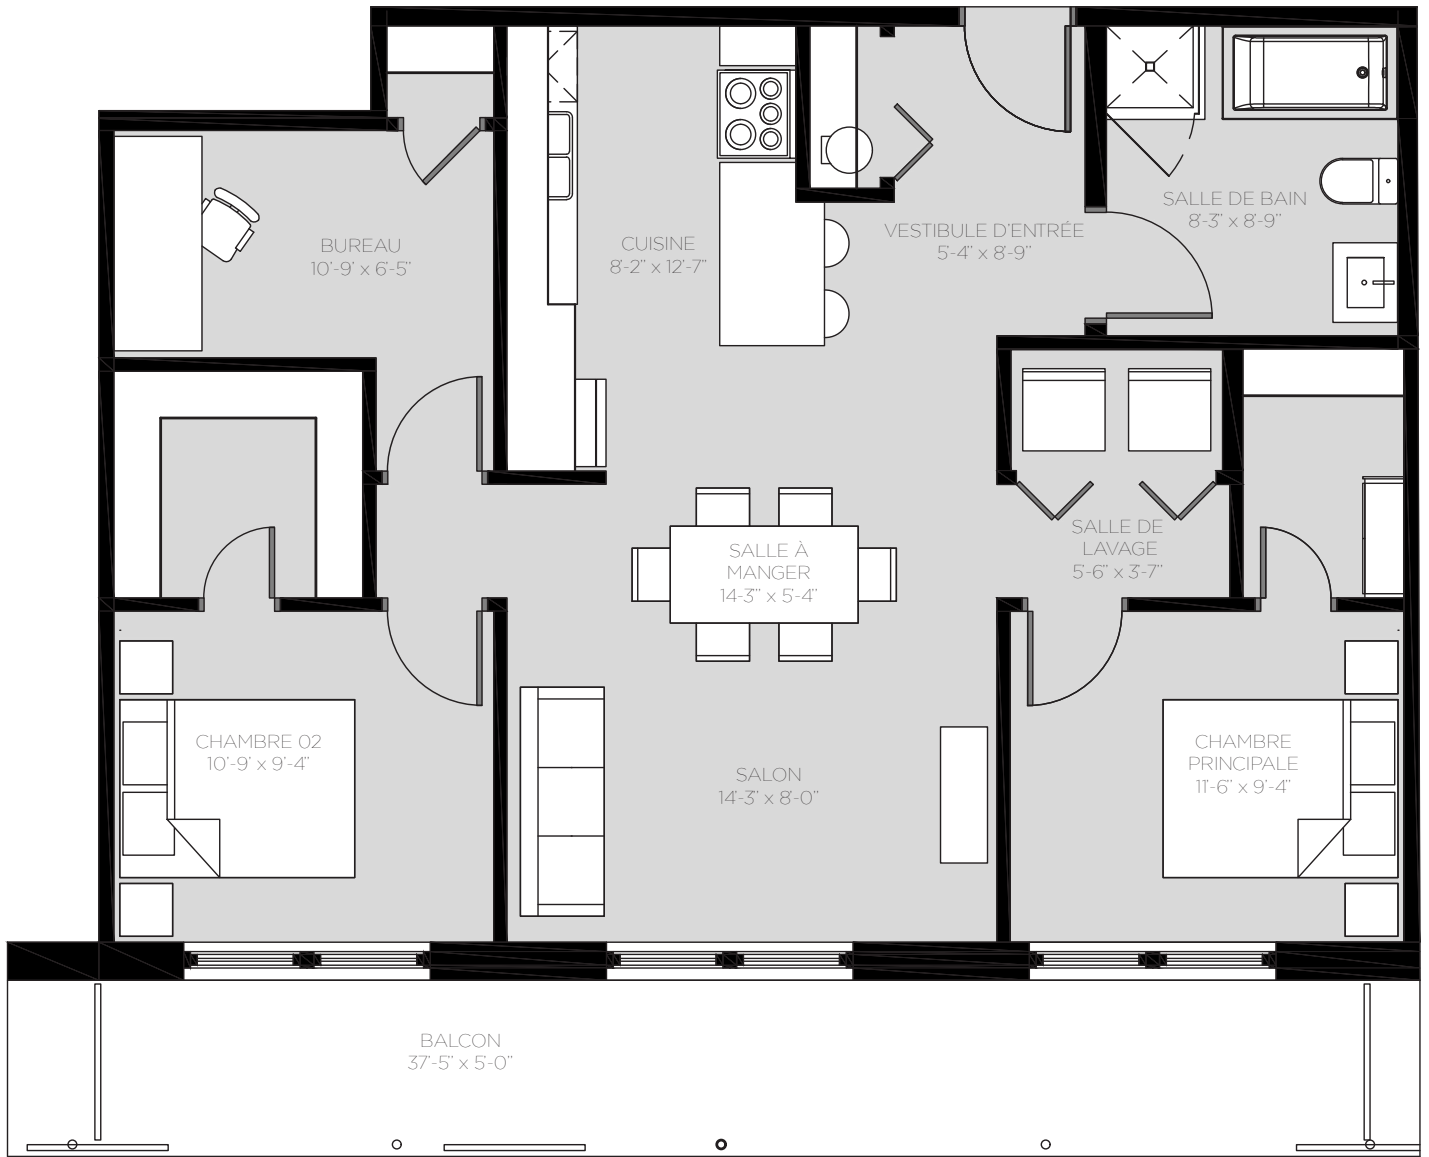 SALLE DE BAIN
8'-3" x 8'-9"
VESTIBULE D'ENTRÉE
5'-4" x 8'-9"
CUISINE
8'-2" x 12'-7"
BUREAU
10'-9' x 6'-5"
SALLE DE
LAVAGE
5'-6" x 3'-7"
SALLE À
MANGER
14'-3" x 5'-4"
CHAMBRE 02
10'-9' x 9'-4"
SALON
14'-3" x 8'-0"
CHAMBRE
PRINCIPALE
11'-6" x 9'-4"
BALCON
37'-5" x 5'-0"